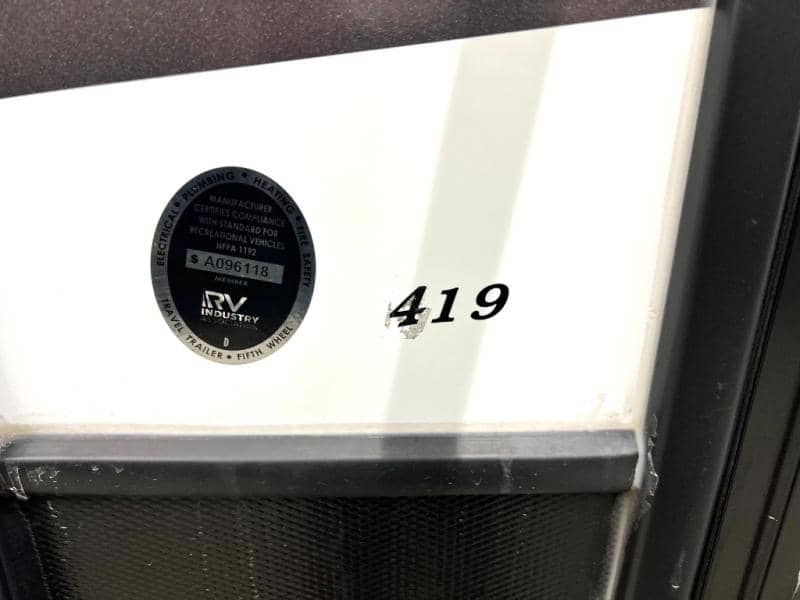 ELECTRICAL • PLUMBING • HEATING • FIRE SAFETY
MANUFACTURER
CERTIFIES COMPLIANCE
WITH STANDARD FOR
RECREATIONAL VEHICLES
NFPA 1192
$ A096118
MEMBER
RV
INDUSTRY
ASSOCIATION
D
TRAVEL TRAILER • FIFTH WHEEL
419